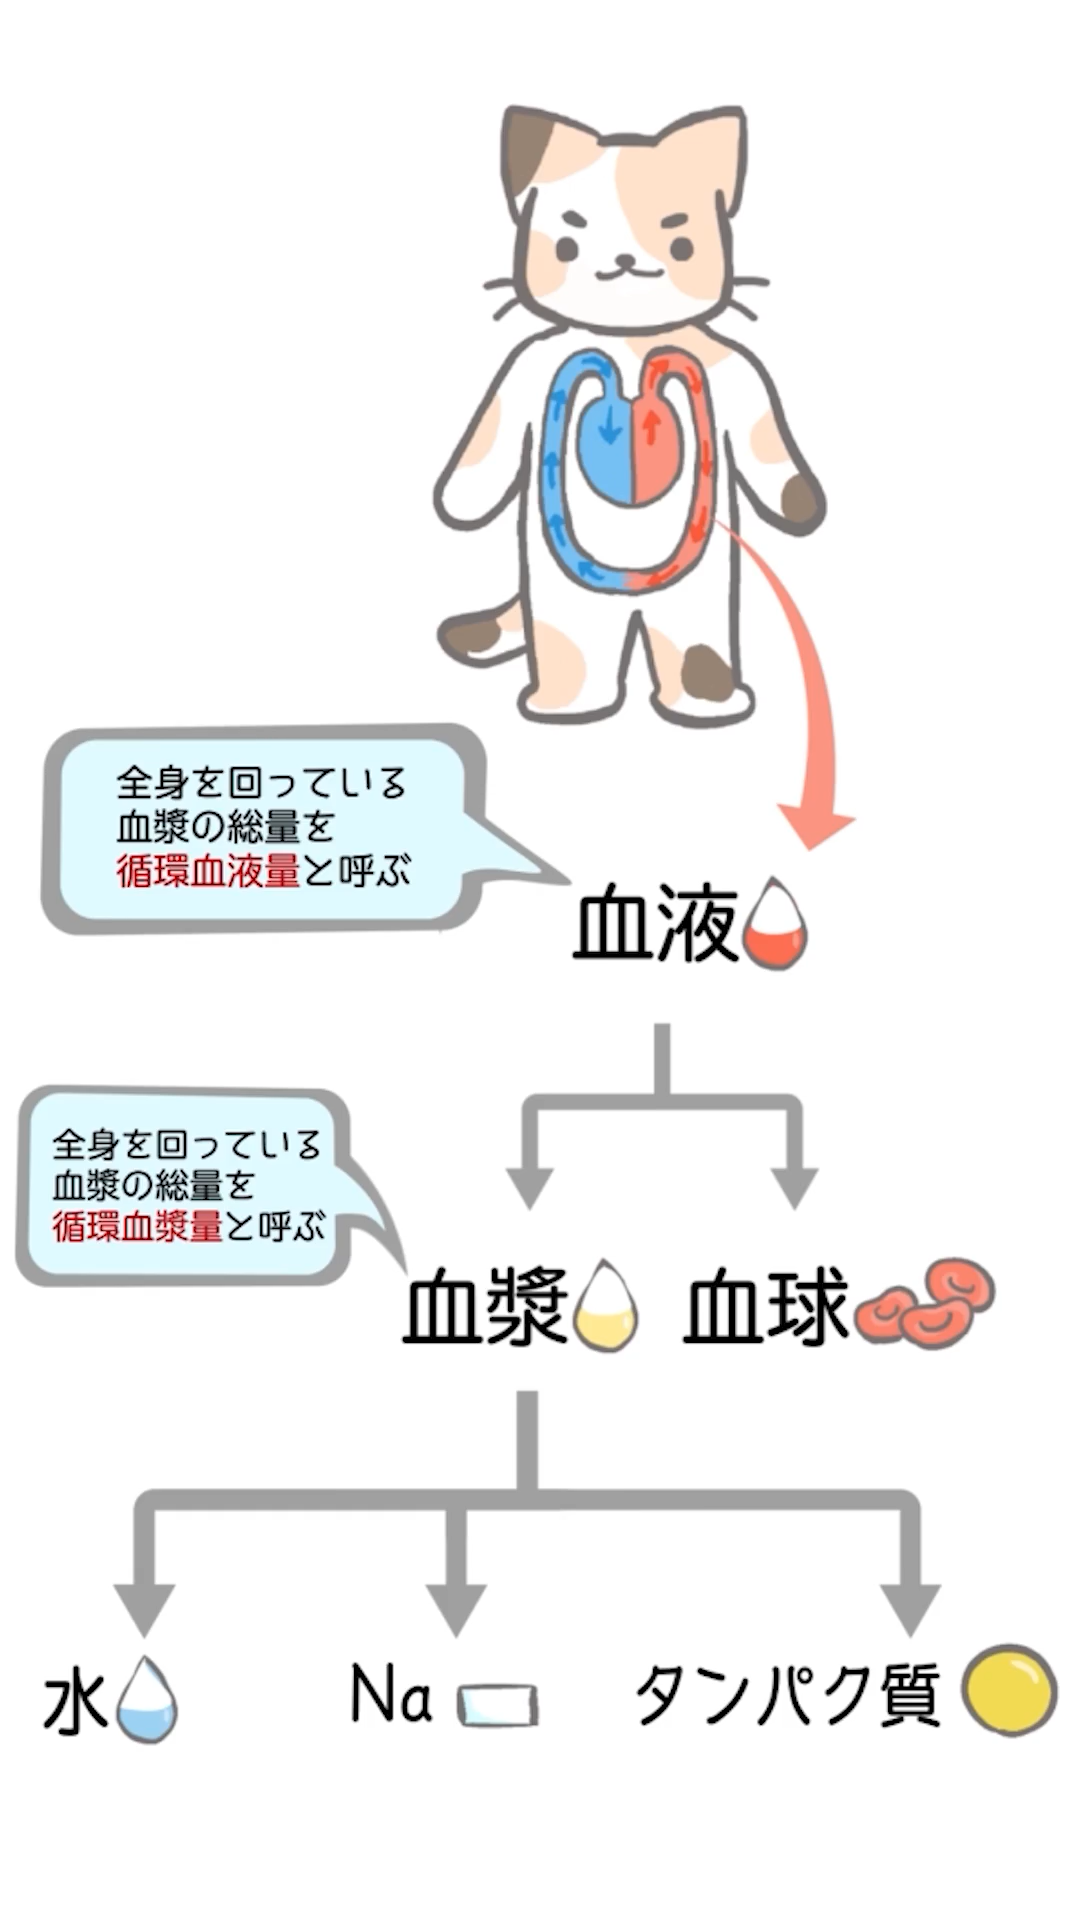 全身を回っている
血漿の総量を
循環血液量と呼ぶ
血液
全身を回っている
血漿の総量を
循環血漿量と呼ぶ
血漿 血球
水 Na タンパク質